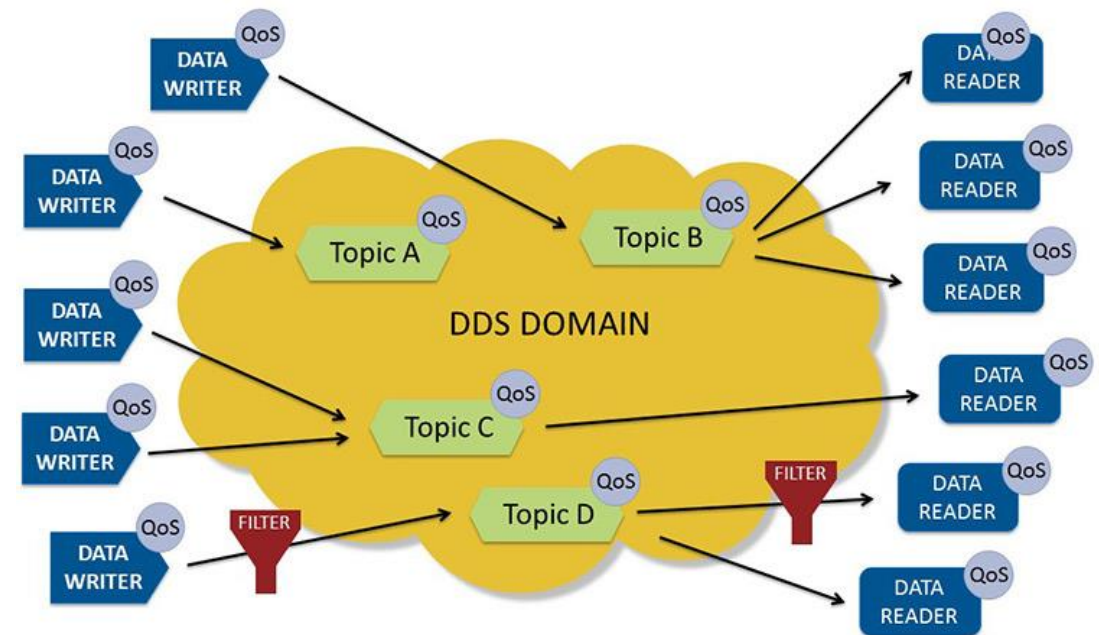 QoS
DATA
WRITER
QoS
DATA
READER
QoS
DATA
WRITER
QoS
DATA
READER
QoS
Topic A
QoS
Topic B
QoS
DATA
READER
QoS
DATA
WRITER
DDS DOMAIN
QoS
DATA
READER
QoS
DATA
WRITER
QoS
Topic C
QoS
DATA
READER
FILTER
QoS
Topic D
QoS
DATA
WRITER
FILTER
QoS
DATA
READER